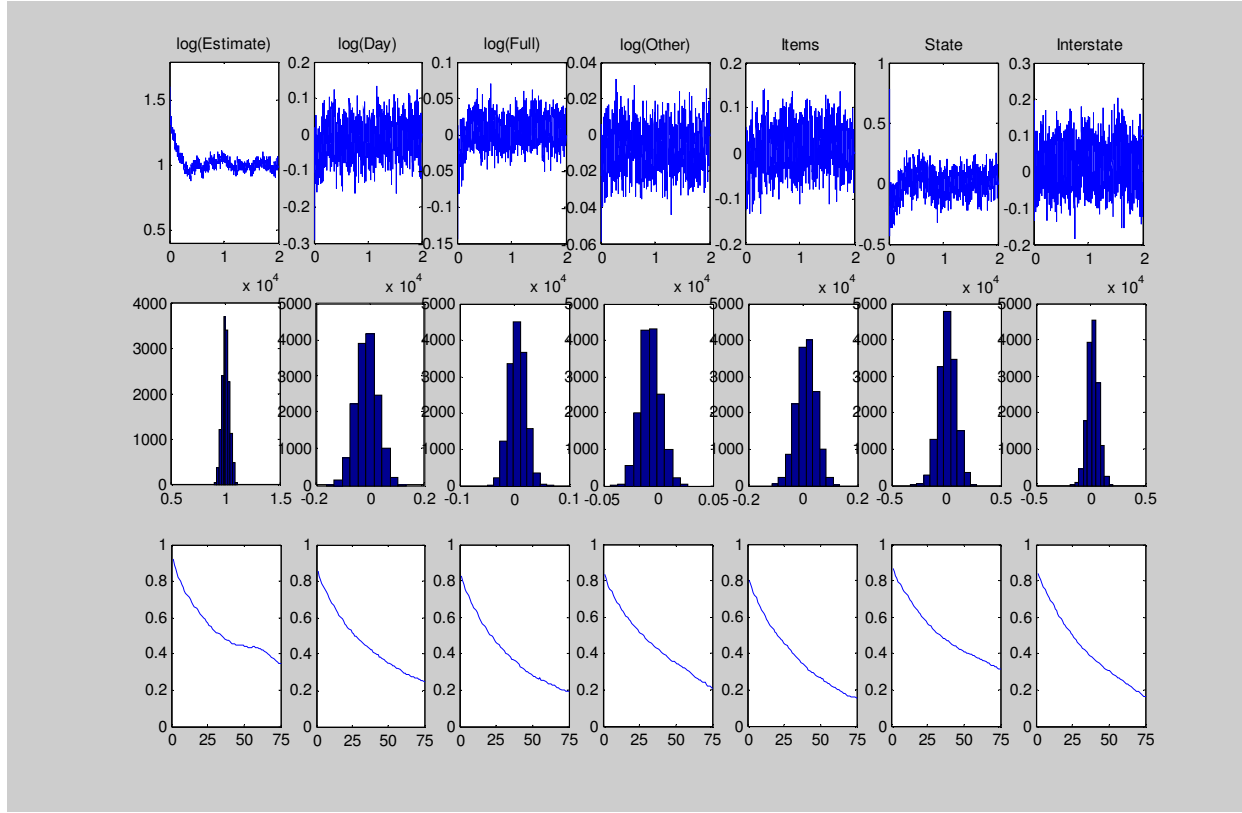 log(Estimate) log(Day) log(Full) log(Other) Items State Interstate
1.5 0.2 0.1 0.04 0.2 1 0.3
0.1 0.05 0.02 0.1 0.5 0.2
1 0 0 0 0 0 0.1
-0.1 -0.05 0.02 -0.1 0 0
0.5 -0.2 -0.1 0.04 -0.1
-0.3 0.15 0.06 -0.2 -0.5 -0.2
0 1 2 0 1 2 0 1 2 0 1 2 0 1 2 0 1 2 0 1 2
x 10^4 x 10^4 x 10^4 x 10^4 x 10^4 x 10^4 x 10^4
4000 5000 5000 5000 5000 5000 5000
3000 4000 4000 4000 4000 4000 4000
2000 3000 3000 3000 3000 3000 3000
1000 2000 2000 2000 2000 2000 2000
0 1000 1000 1000 1000 1000 1000
0 0 0 0 0 0
0.5 1 1.5 -0.2 0 0.2 -0.1 0 0.1 -0.05 0 0.05 -0.2 0 0.2 -0.5 0 0.5 -0.5 0 0.5
1 1 1 1 1 1 1
0.8 0.8 0.8 0.8 0.8 0.8 0.8
0.6 0.6 0.6 0.6 0.6 0.6 0.6
0.4 0.4 0.4 0.4 0.4 0.4 0.4
0.2 0.2 0.2 0.2 0.2 0.2 0.2
0 0 0 0 0 0 0
0 25 50 75 0 25 50 75 0 25 50 75 0 25 50 75 0 25 50 75 0 25 50 75 0 25 50 75